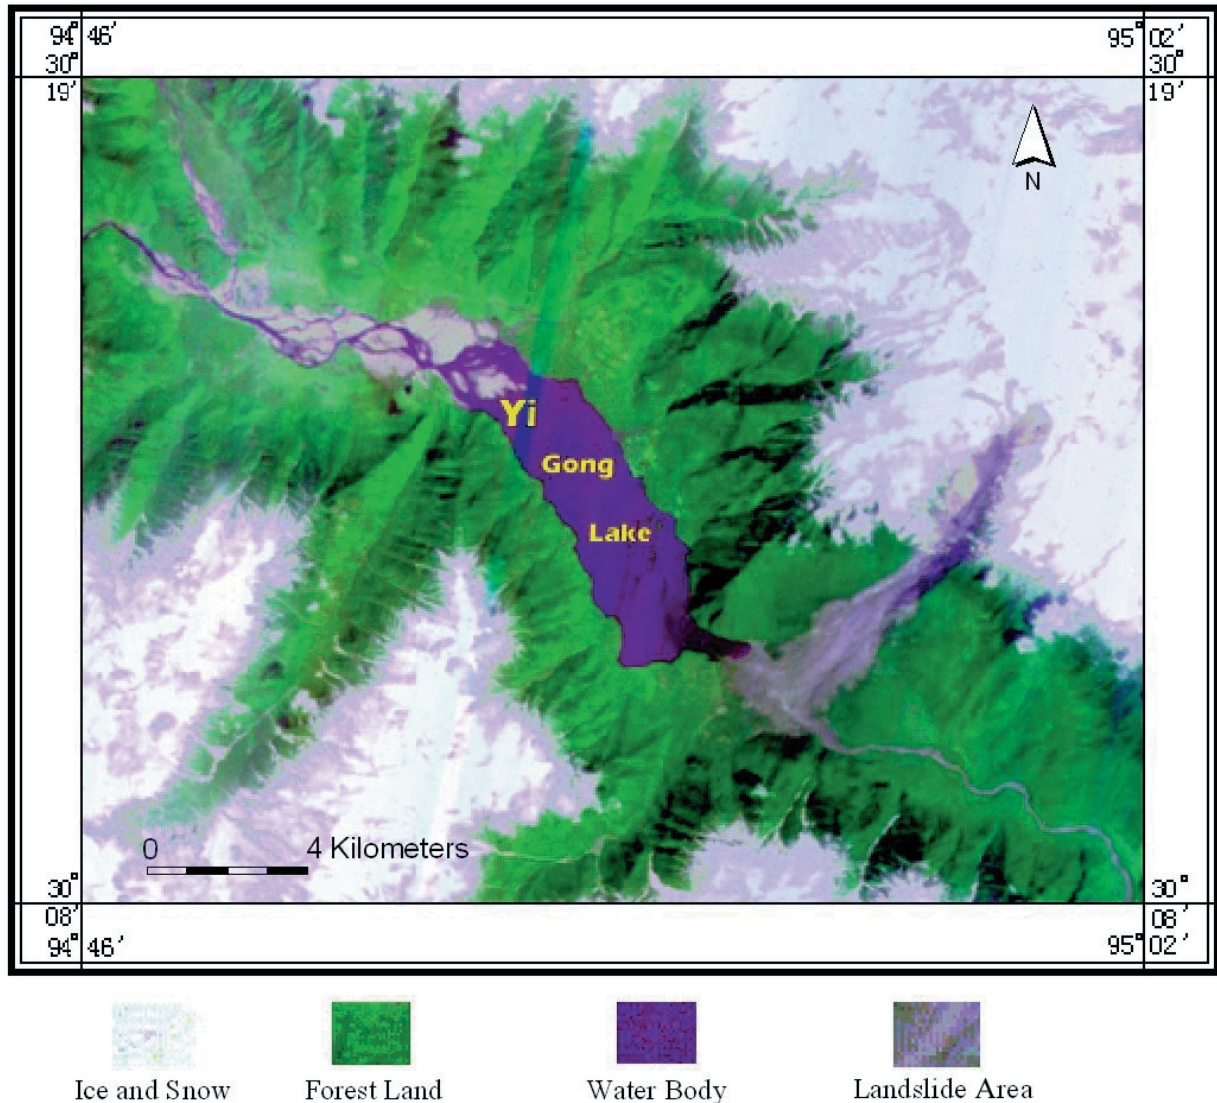 94° 46′ 95° 02′
30° 30°
19′ 19′
N
Yi
Gong
Lake
0 4 Kilometers
30° 30°
08′ 08′
94° 46′ 95° 02′
Ice and Snow Forest Land Water Body Landslide Area